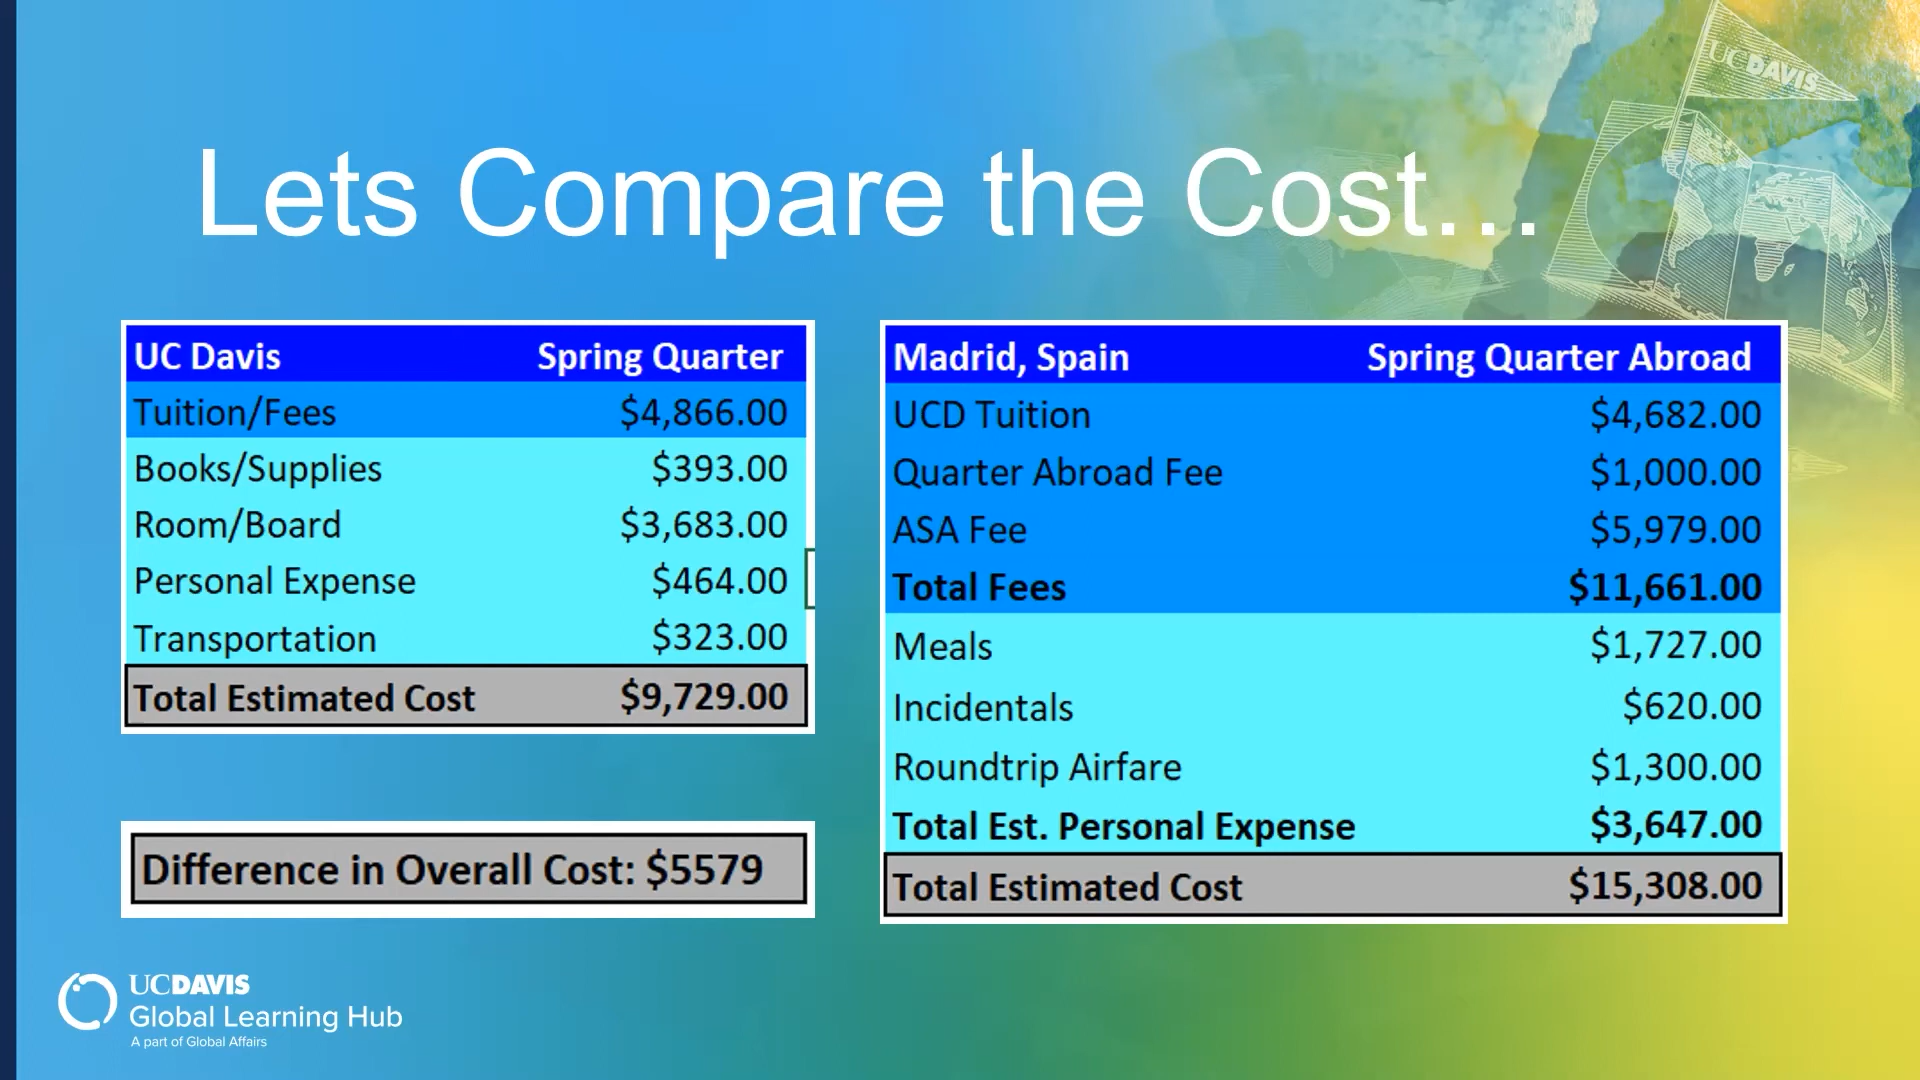 UCDAVIS
Lets Compare the Cost...
UC Davis Spring Quarter
Tuition/Fees $4,866.00
Books/Supplies $393.00
Room/Board $3,683.00
Personal Expense $464.00
Transportation $323.00
Total Estimated Cost $9,729.00
Difference in Overall Cost: $5579
Madrid, Spain Spring Quarter Abroad
UCD Tuition $4,682.00
Quarter Abroad Fee $1,000.00
ASA Fee $5,979.00
Total Fees $11,661.00
Meals $1,727.00
Incidentals $620.00
Roundtrip Airfare $1,300.00
Total Est. Personal Expense $3,647.00
Total Estimated Cost $15,308.00
UCDAVIS
Global Learning Hub
A part of Global Affairs